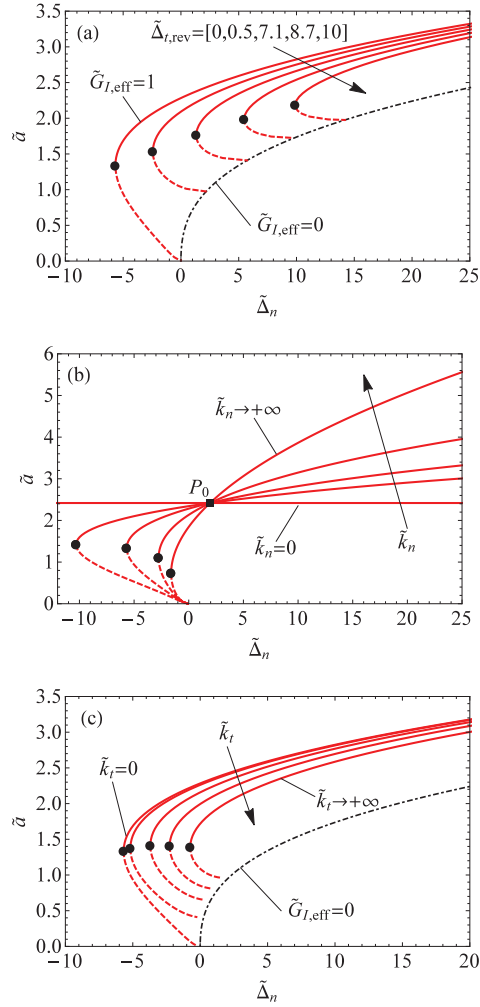 (a)
Δ̃t,rev=[0,0.5,7.1,8.7,10]
G̃I,eff=1
G̃I,eff=0
ã
3.5
3.0
2.5
2.0
1.5
1.0
0.5
0.0
−10 −5 0 5 10 15 20 25
Δ̃n
(b)
k̃n→+∞
P0
k̃n=0
k̃n
ã
6
5
4
3
2
1
0
−10 −5 0 5 10 15 20 25
Δ̃n
(c)
k̃t=0
k̃t
k̃t→+∞
G̃I,eff=0
ã
3.5
3.0
2.5
2.0
1.5
1.0
0.5
0.0
−10 −5 0 5 10 15 20
Δ̃n